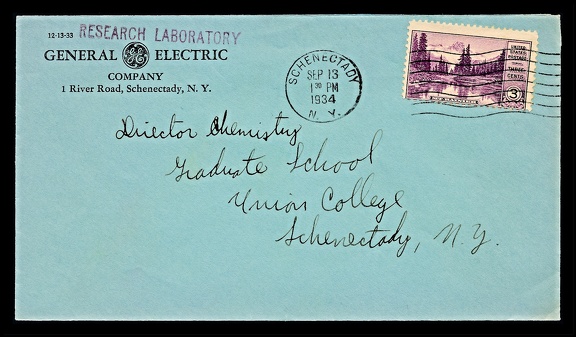 12-13-33
RESEARCH LABORATORY
GENERAL GE ELECTRIC
COMPANY
1 River Road, Schenectady, N. Y.
SCHENECTADY
SEP 13
1 30 PM
1934
N. Y.
UNITED
STATES
POSTAGE
THREE
CENTS
3
Director Chemistry
Graduate School
Union College
Schenectady, N.Y.